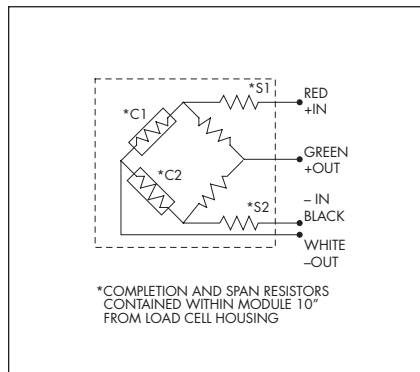 *S1
RED
+IN
*C1
GREEN
+OUT
*C2
– IN
*S2
BLACK
WHITE
–OUT
*COMPLETION AND SPAN RESISTORS
CONTAINED WITHIN MODULE 10”
FROM LOAD CELL HOUSING